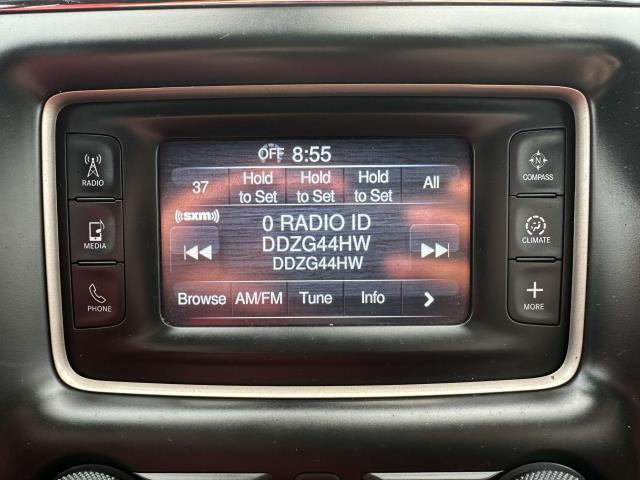 OFF 8:55
37 Hold to Set Hold to Set Hold to Set All
((sxm))
0 RADIO ID
DDZG44HW
DDZG44HW
Browse AM/FM Tune Info >
RADIO
MEDIA
PHONE
COMPASS
CLIMATE
MORE